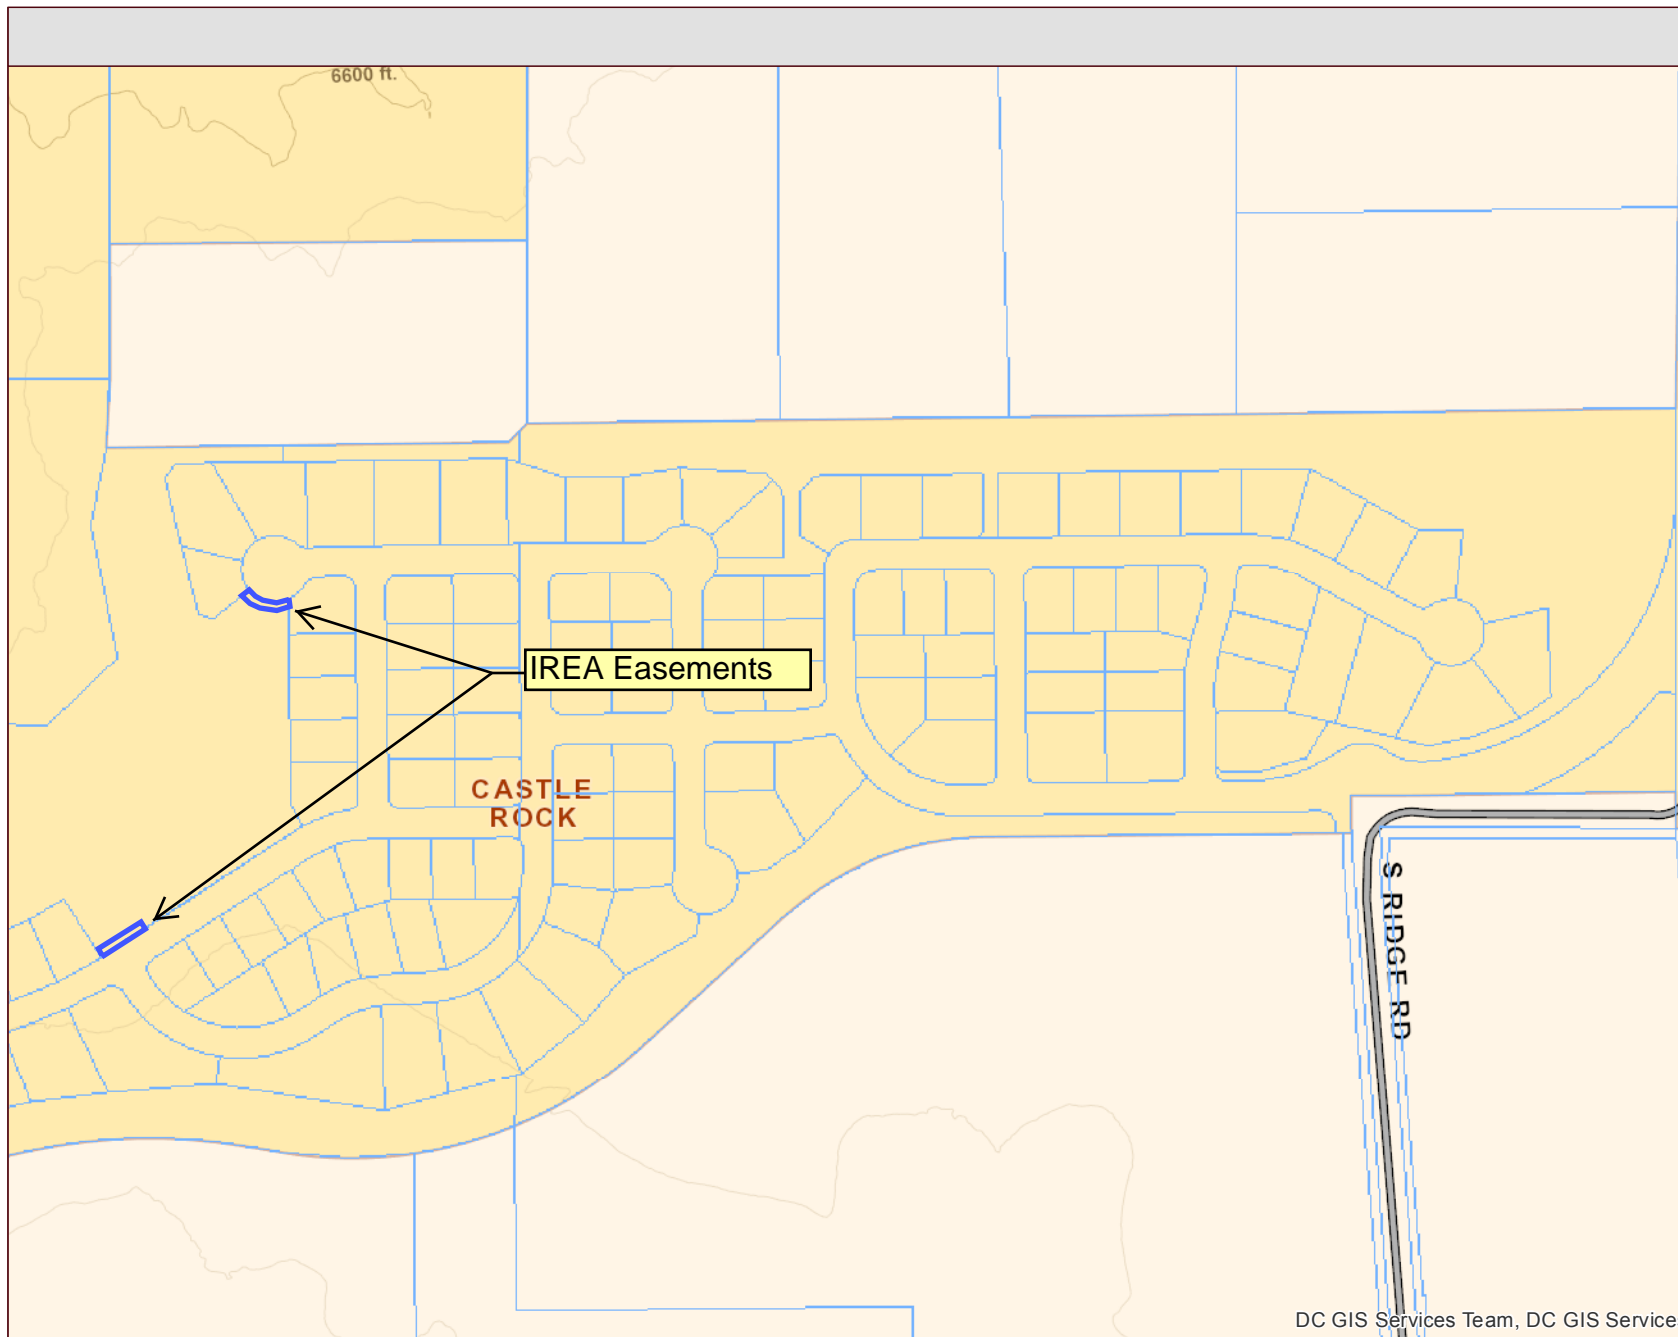 6600 ft.
IREA Easements
CASTLE
ROCK
S RIDGE RD
DC GIS Services Team, DC GIS Service